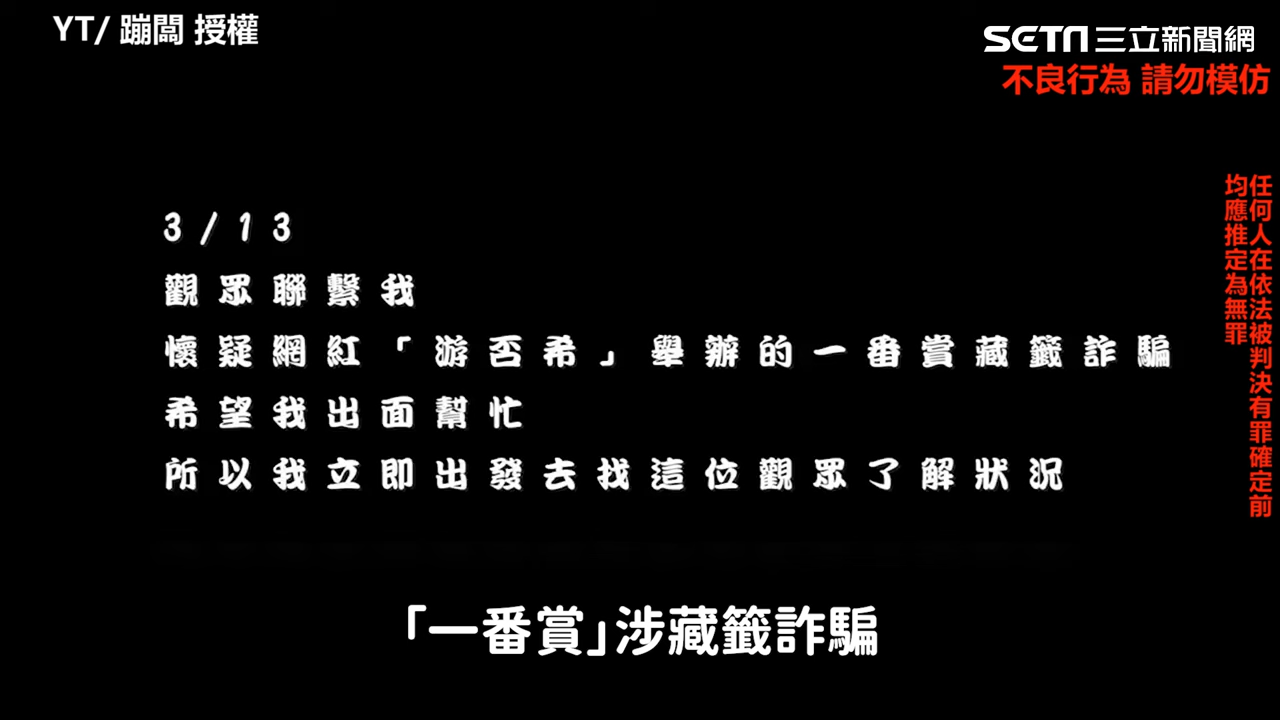 YT/ 蹦闆 授權
SETN三立新聞網
不良行為 請勿模仿
任何人在依法被判決有罪確定前
均應推定為無罪
3/13
觀眾聯繫我
懷疑網紅「游否希」舉辦的一番賞藏籤詐騙
希望我出面幫忙
所以我立即出發去找這位觀眾了解狀況
「一番賞」涉藏籤詐騙